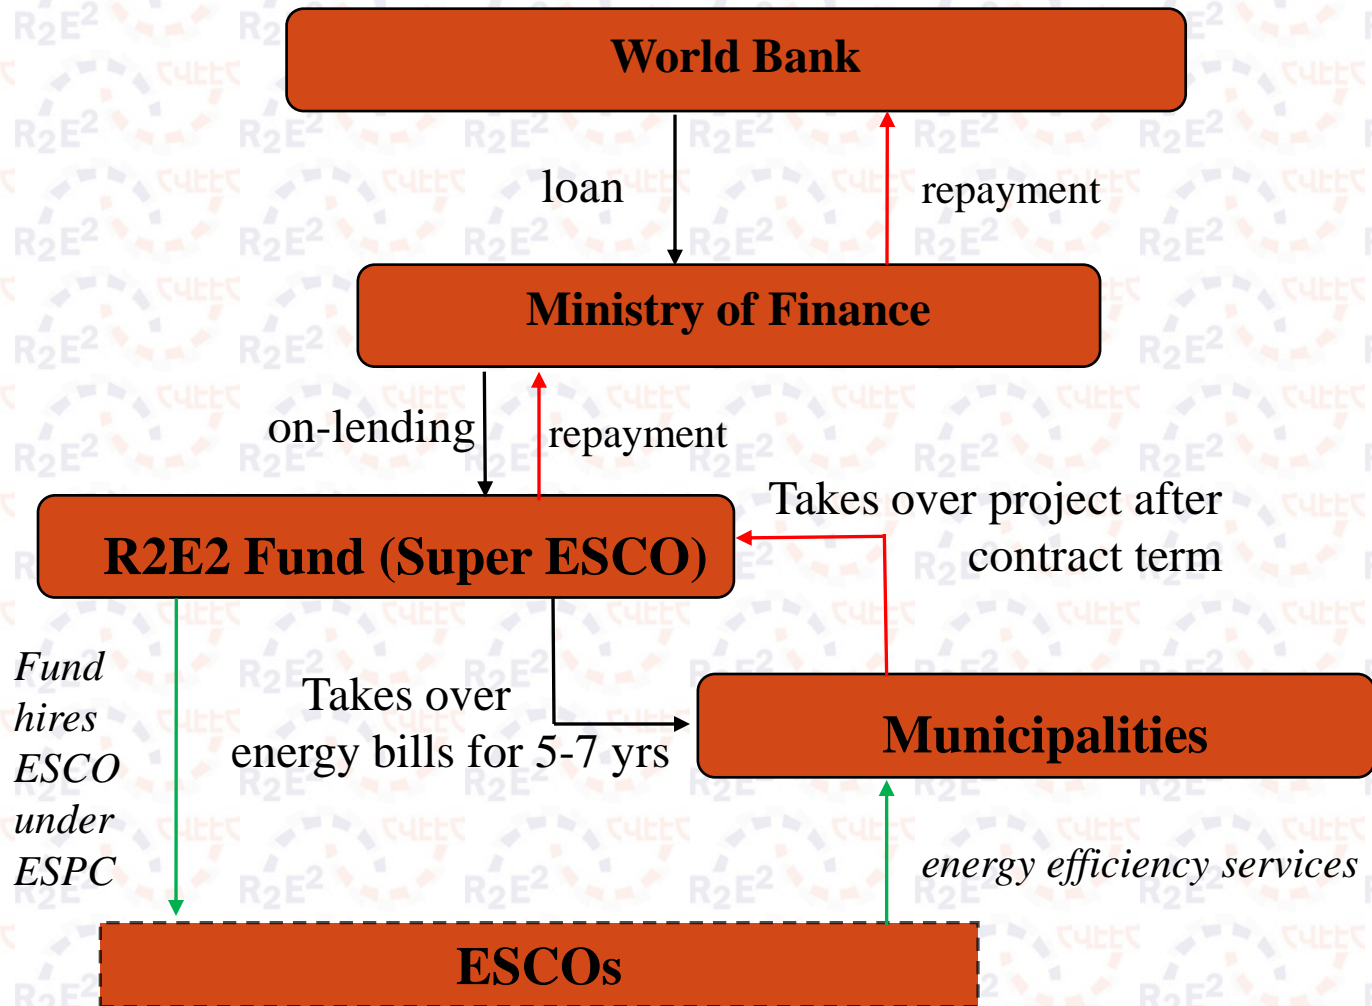 World Bank
loan
repayment
Ministry of Finance
on-lending
repayment
Takes over project after
contract term
R2E2 Fund (Super ESCO)
Fund
hires
ESCO
under
ESPC
Takes over
energy bills for 5-7 yrs
Municipalities
energy efficiency services
ESCOs
R2E²